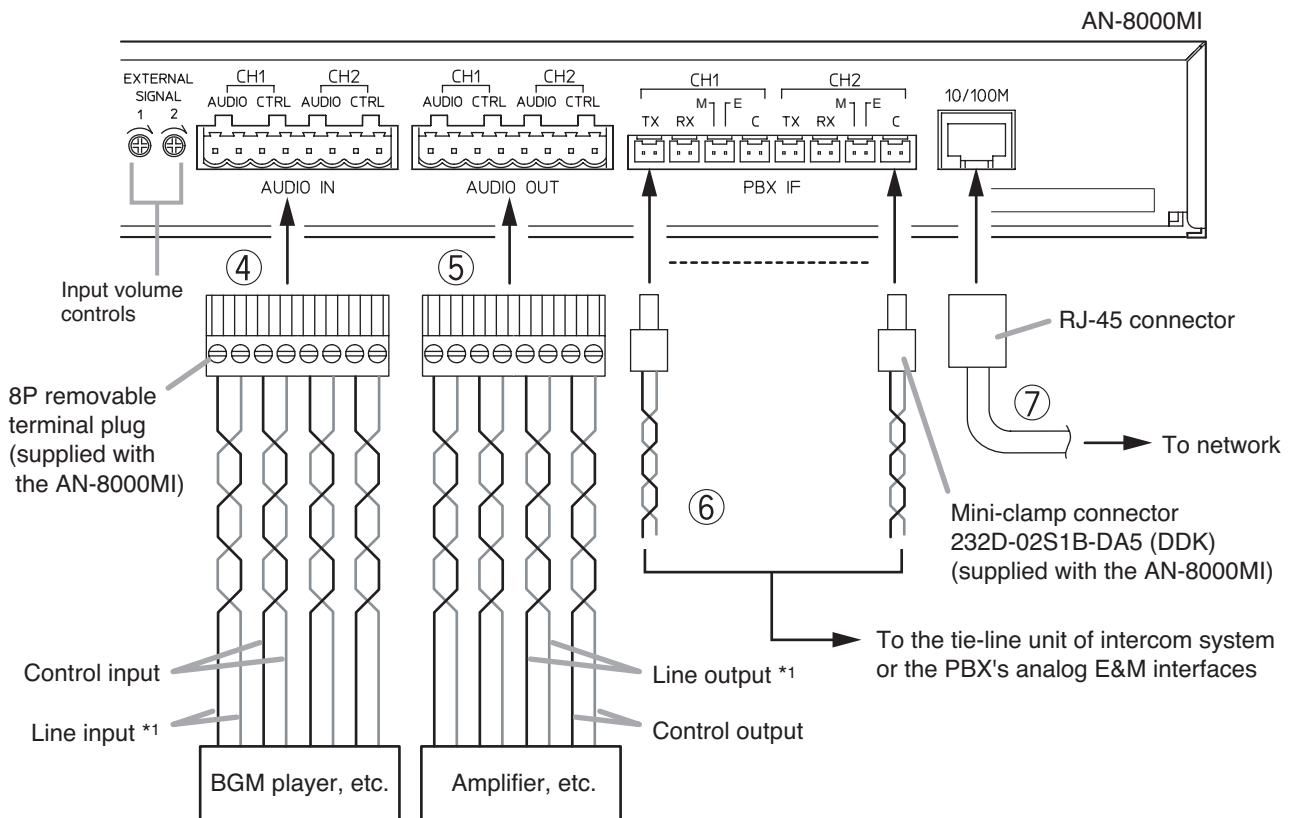 AN-8000MI
EXTERNAL
SIGNAL
1 2
CH1 CH2
AUDIO CTRL AUDIO CTRL
AUDIO IN
CH1 CH2
AUDIO CTRL AUDIO CTRL
AUDIO OUT
CH1 CH2
TX RX M E C TX RX M E C
PBX IF
10/100M
Input volume
controls
④
⑤
RJ-45 connector
8P removable
terminal plug
(supplied with
the AN-8000MI)
⑦
To network
⑥
Mini-clamp connector
232D-02S1B-DA5 (DDK)
(supplied with the AN-8000MI)
To the tie-line unit of intercom system
or the PBX's analog E&M interfaces
Control input
Line input *1
Line output *1
Control output
BGM player, etc.
Amplifier, etc.